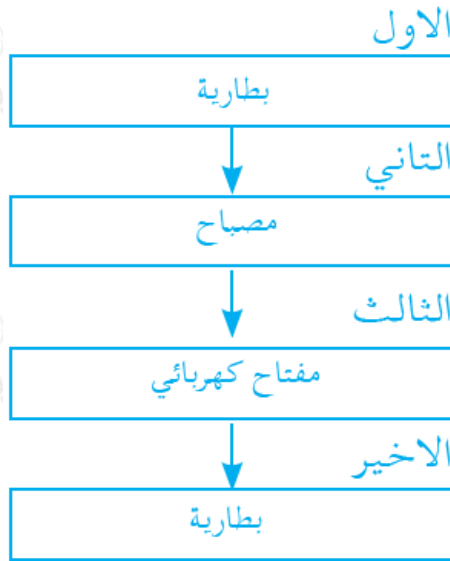 الاول
بطارية
التاني
مصباح
الثالث
مفتاح كهربائي
الاخير
بطارية